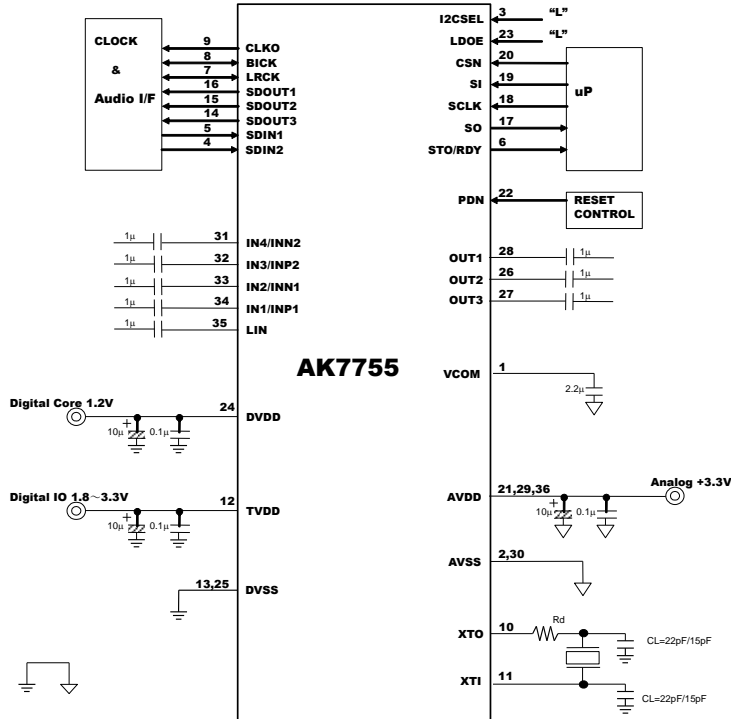 CLOCK
&
Audio I/F
9 CLKO
8 BICK
7 LRCK
16 SDOUT1
15 SDOUT2
14 SDOUT3
5 SDIN1
4 SDIN2
I2CSEL 3 “L”
LDOE 23 “L”
CSN 20
SI 19
SCLK 18
SO 17
STO/RDY 6
uP
PDN 22
RESET
CONTROL
1µ 31 IN4/INN2
1µ 32 IN3/INP2
1µ 33 IN2/INN1
1µ 34 IN1/INP1
1µ 35 LIN
OUT1 28 1µ
OUT2 26 1µ
OUT3 27 1µ
AK7755
VCOM 1
2.2µ
Digital Core 1.2V
24 DVDD
+
10µ 0.1µ
Digital IO 1.8～3.3V
12 TVDD
+
10µ 0.1µ
AVDD 21,29,36
Analog +3.3V
+
10µ 0.1µ
AVSS 2,30
13,25 DVSS
XTO 10 Rd
CL=22pF/15pF
XTI 11
CL=22pF/15pF